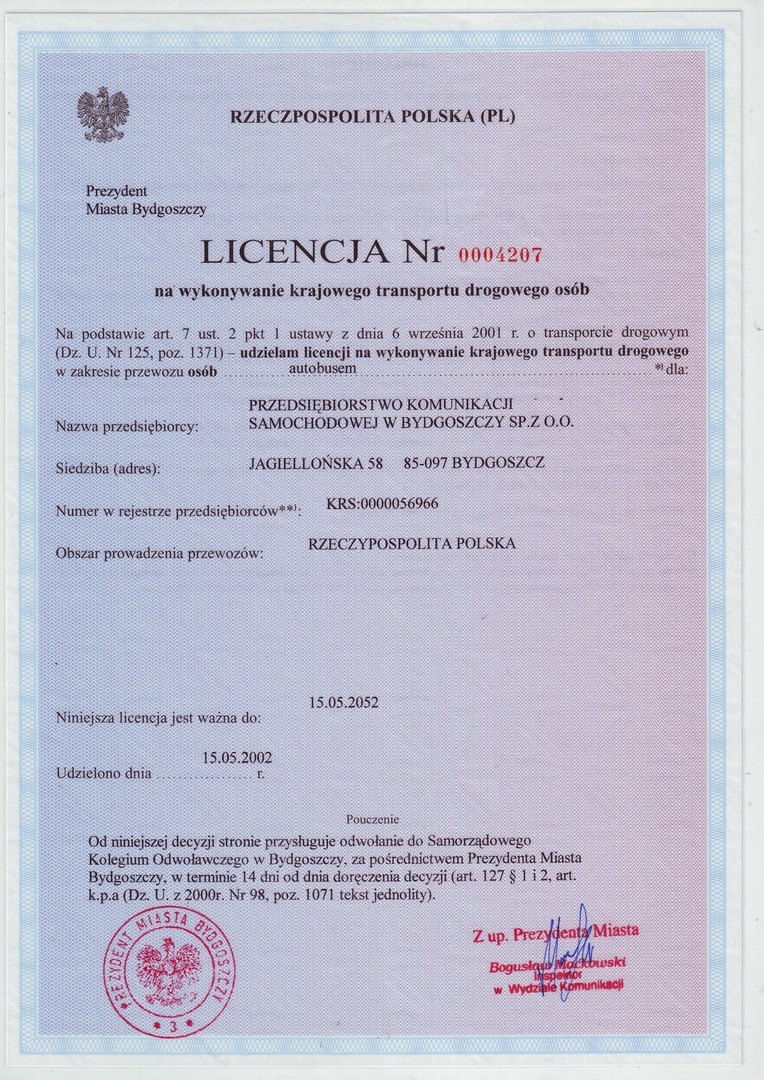 RZECZPOSPOLITA POLSKA (PL)
Prezydent
Miasta Bydgoszczy
LICENCJA Nr 0004207
na wykonywanie krajowego transportu drogowego osób
Na podstawie art. 7 ust. 2 pkt 1 ustawy z dnia 6 września 2001 r. o transporcie drogowym
(Dz. U. Nr 125, poz. 1371) – udzielam licencji na wykonywanie krajowego transportu drogowego
w zakresie przewozu osób ........ autobusem ........ *) dla:
PRZEDSIĘBIORSTWO KOMUNIKACJI
Nazwa przedsiębiorcy: SAMOCHODOWEJ W BYDGOSZCZY SP.Z O.O.
Siedziba (adres): JAGIELLOŃSKA 58 85-097 BYDGOSZCZ
Numer w rejestrze przedsiębiorców**): KRS:0000056966
Obszar prowadzenia przewozów: RZECZYPOSPOLITA POLSKA
15.05.2052
Niniejsza licencja jest ważna do:
15.05.2002
Udzielono dnia .................. r.
Pouczenie
Od niniejszej decyzji stronie przysługuje odwołanie do Samorządowego
Kolegium Odwoławczego w Bydgoszczy, za pośrednictwem Prezydenta Miasta
Bydgoszczy, w terminie 14 dni od dnia doręczenia decyzji (art. 127 § 1 i 2, art.
k.p.a (Dz. U. z 2000r. Nr 98, poz. 1071 tekst jednolity).
PREZYDENT MIASTA BYDGOSZCZY
* 3 *
Z up. Prezydenta Miasta
Bogusław Maćkowski
Inspektor
w Wydziale Komunikacji